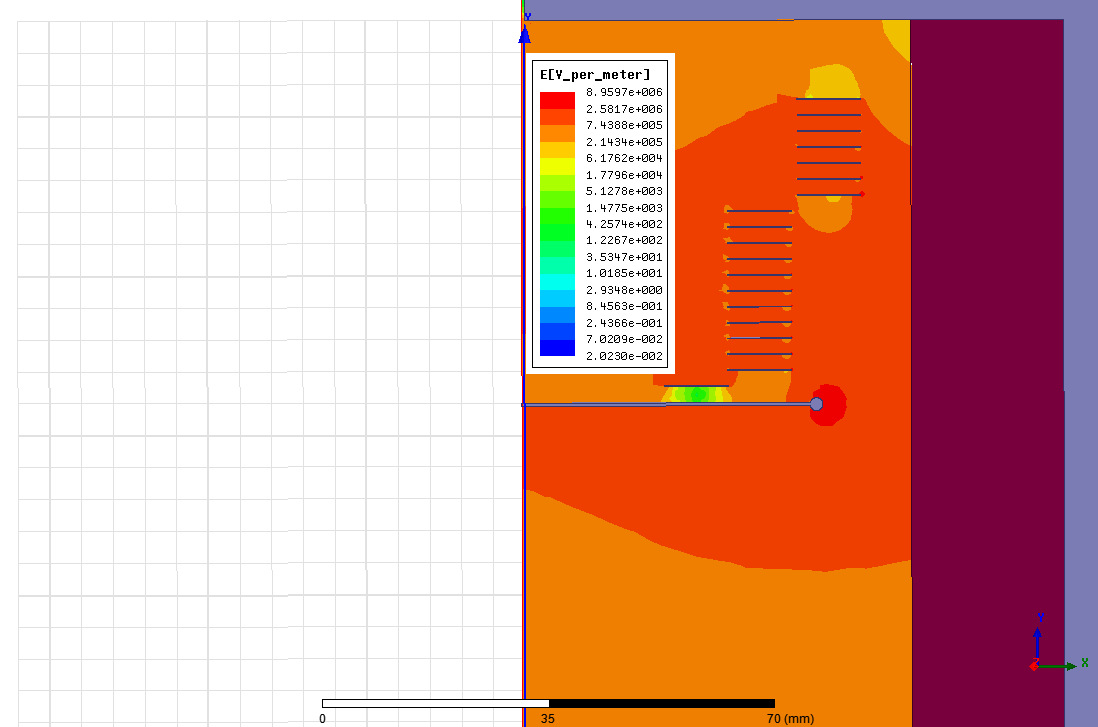 Y
E[V_per_meter]
8.9597e+006
2.5817e+006
7.4388e+005
2.1434e+005
6.1762e+004
1.7796e+004
5.1278e+003
1.4775e+003
4.2574e+002
1.2267e+002
3.5347e+001
1.0185e+001
2.9348e+000
8.4563e-001
2.4366e-001
7.0209e-002
2.0230e-002
Y
X
0 35 70 (mm)